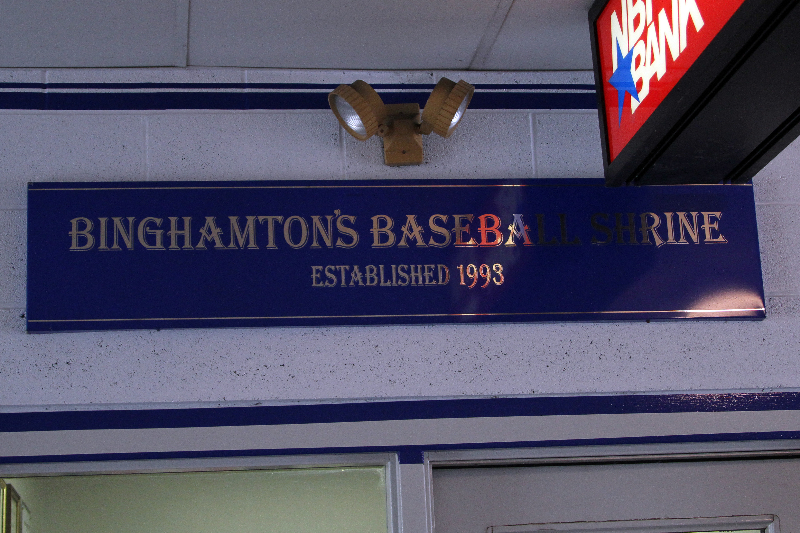 NBT
BANK
BINGHAMTON'S BASEBALL SHRINE
ESTABLISHED 1993